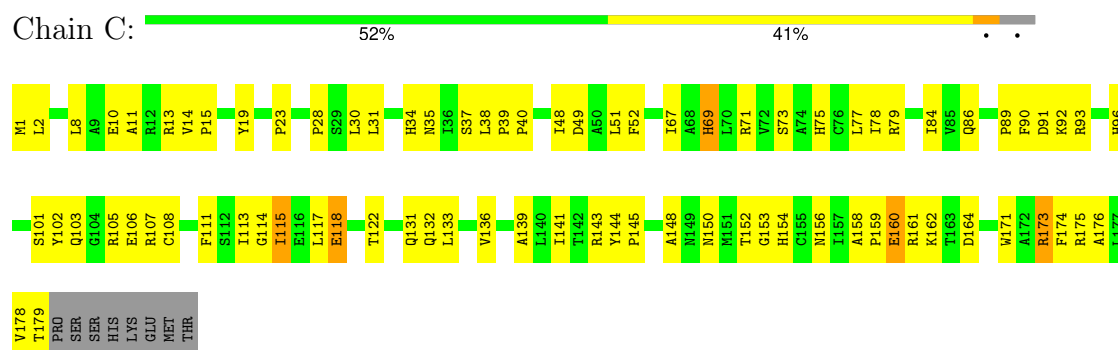 Chain C:
52% 41% • •
M1 L2 L8 A9 E10 A11 R12 R13 V14 P15 Y19 P23 P28 S29 L30 L31 H34 N35 I36 S37 L38 P39 P40 I48 D49 A50 L51 F52 I67 A68 H69 L70 R71 V72 S73 A74 H75 C76 L77 I78 R79 I84 V85 Q86 P89 F90 D91 K92 R93 H96
S101 Y102 Q103 G104 R105 E106 R107 C108 F111 S112 I113 G114 I115 E116 L117 E118 T122 Q131 Q132 L133 V136 A139 L140 I141 T142 R143 Y144 P145 A148 N149 N150 M151 T152 G153 H154 C155 N156 I157 A158 P159 E160 R161 K162 T163 D164 W171 A172 R173 F174 R175 A176 L177
V178 T179 PRO SER SER HIS LYS GLU MET THR